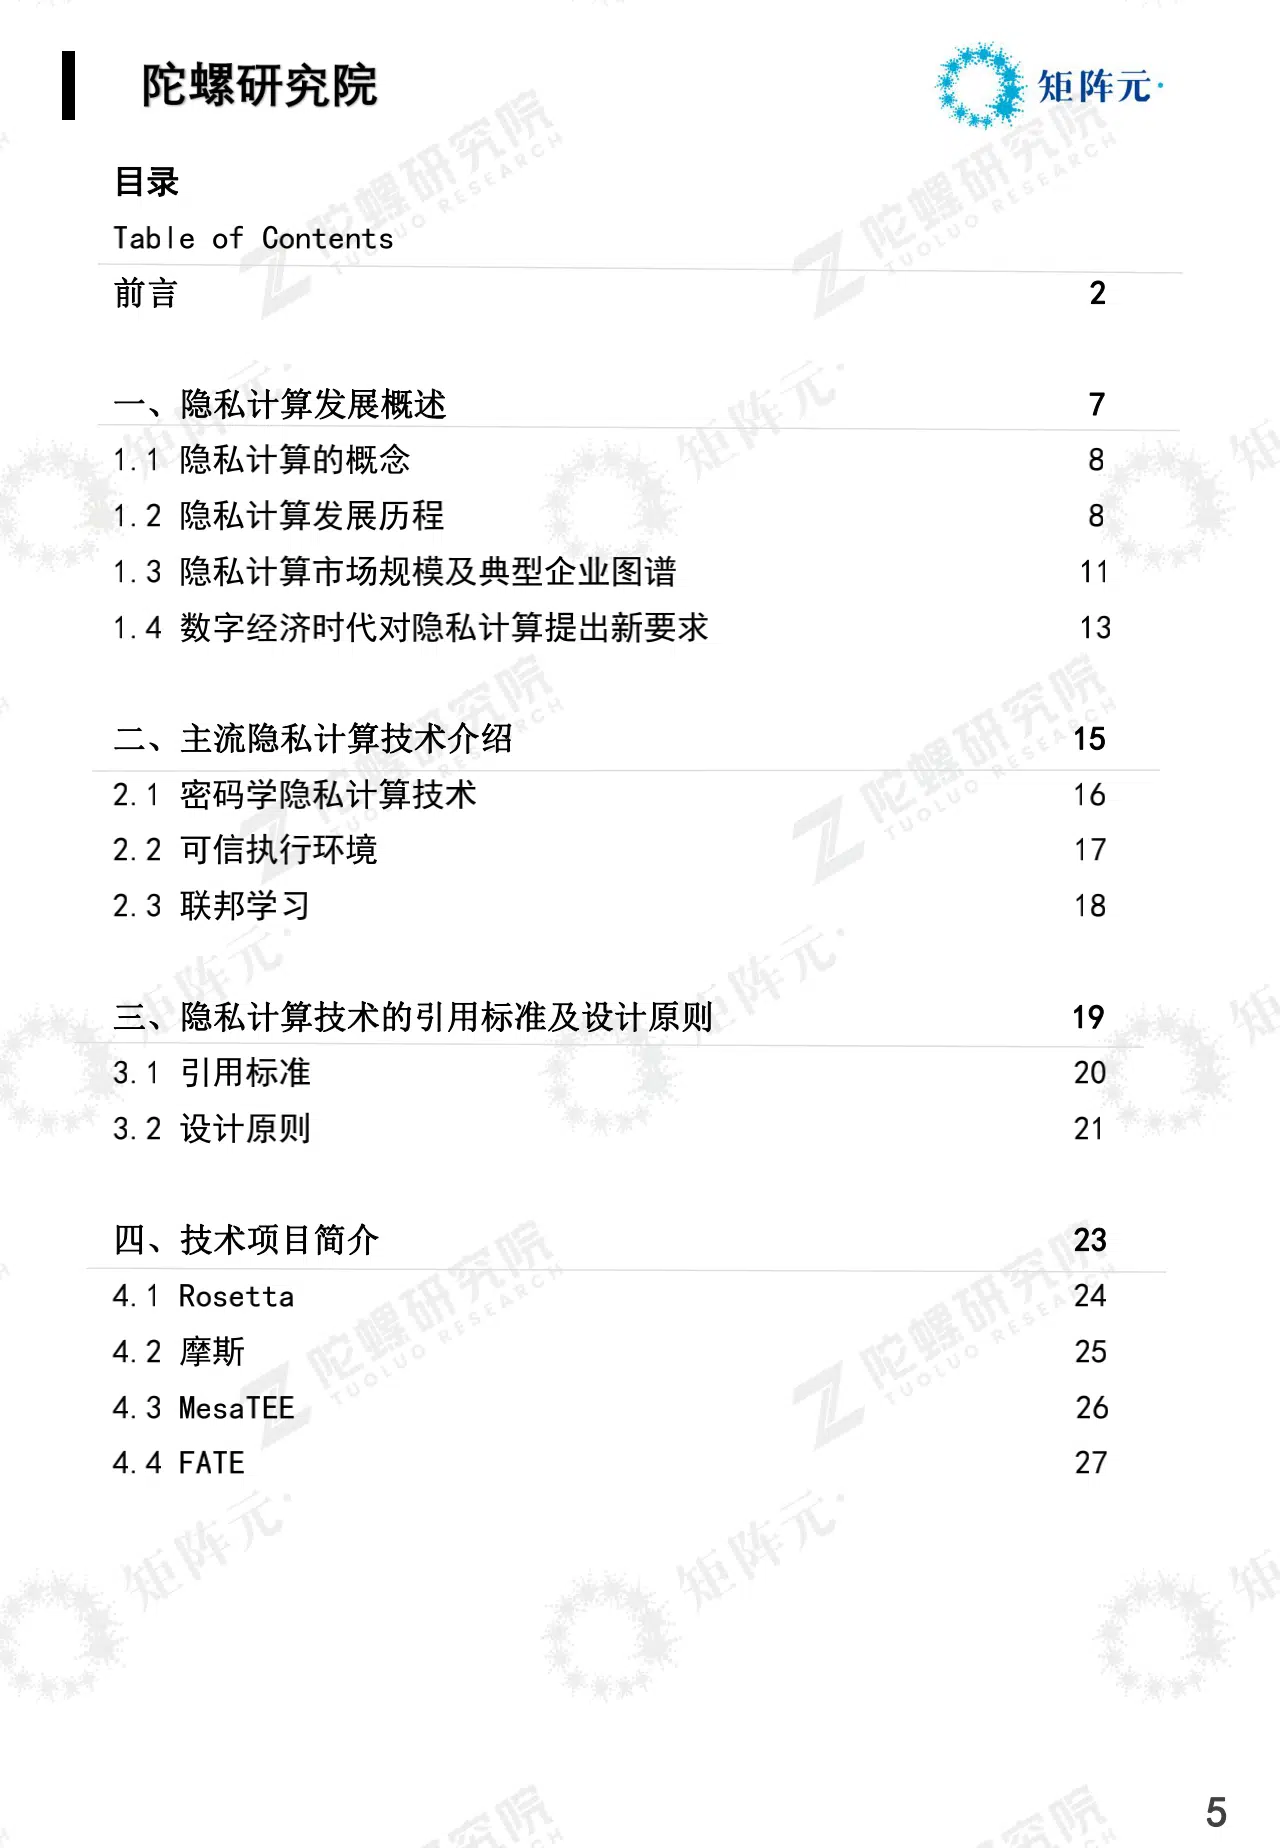 陀螺研究院
矩阵元
目录
Table of Contents
前言 2
一、隐私计算发展概述 7
1.1 隐私计算的概念 8
1.2 隐私计算发展历程 8
1.3 隐私计算市场规模及典型企业图谱 11
1.4 数字经济时代对隐私计算提出新要求 13
二、主流隐私计算技术介绍 15
2.1 密码学隐私计算技术 16
2.2 可信执行环境 17
2.3 联邦学习 18
三、隐私计算技术的引用标准及设计原则 19
3.1 引用标准 20
3.2 设计原则 21
四、技术项目简介 23
4.1 Rosetta 24
4.2 摩斯 25
4.3 MesaTEE 26
4.4 FATE 27
5